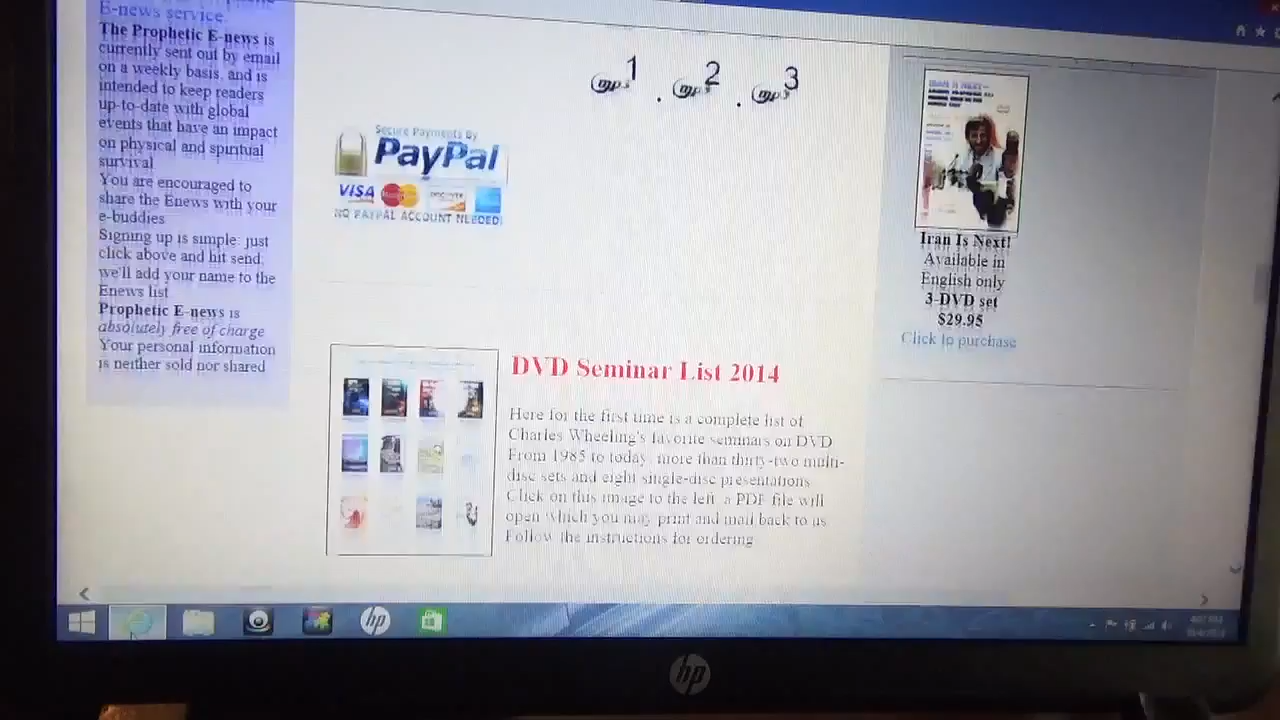 E-news service.
The Prophetic E-news is
currently sent out by email
on a weekly basis, and is
intended to keep readers
up-to-date with global
events that have an impact
on physical and spiritual
survival
You are encouraged to
share the Enews with your
e-buddies
Signing up is simple: just
click above and hit send;
we'll add your name to the
Enews list
Prophetic E-news is
absolutely free of charge
Your personal information
is neither sold nor shared
mp3 1 . mp3 2 . mp3 3
Secure Payments by
PayPal
VISA MasterCard DISCOVER
NO PAYPAL ACCOUNT NEEDED!
DVD Seminar List 2014
Here for the first time is a complete list of
Charles Wheeling's favorite seminars on DVD
From 1985 to today, more than thirty-two multi-
disc sets and eight single-disc presentations
Click on this image to the left, a PDF file will
open which you may print and mail back to us
Follow the instructions for ordering
Iran Is Next!
Available in
English only
3-DVD set
$29.95
Click to purchase
hp
hp